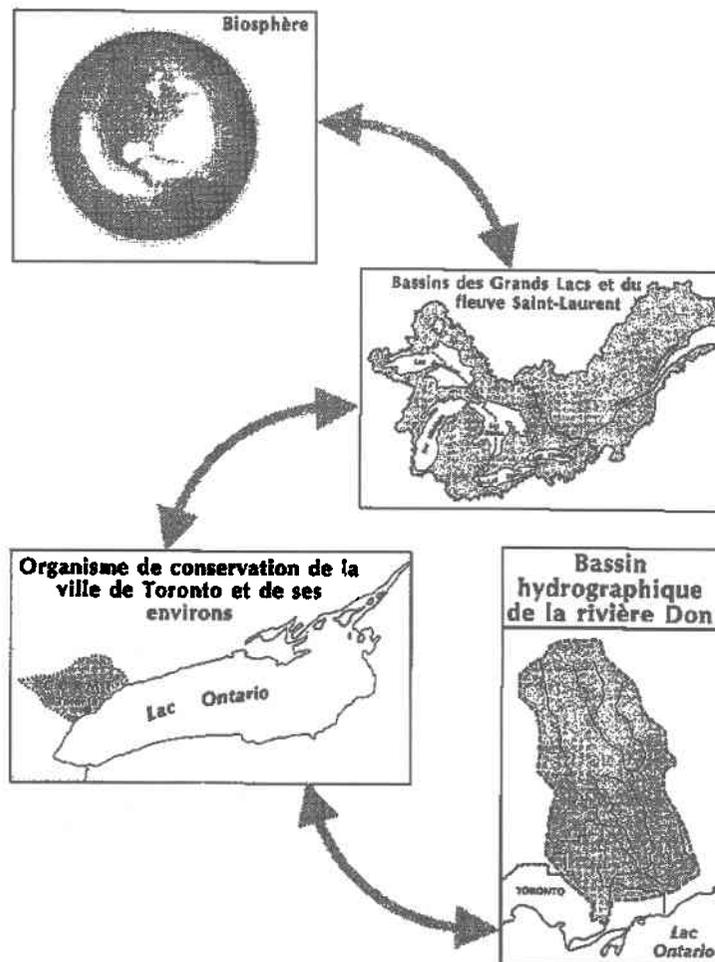 Biosphère
Bassins des Grands Lacs et du
fleuve Saint-Laurent
Organisme de conservation de la
ville de Toronto et de ses
environs
Lac Ontario
Bassin
hydrographique
de la rivière Don
TORONTO
Lac
Ontario